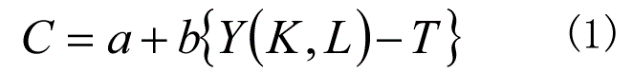 C = a + b{Y(K, L) − T} (1)